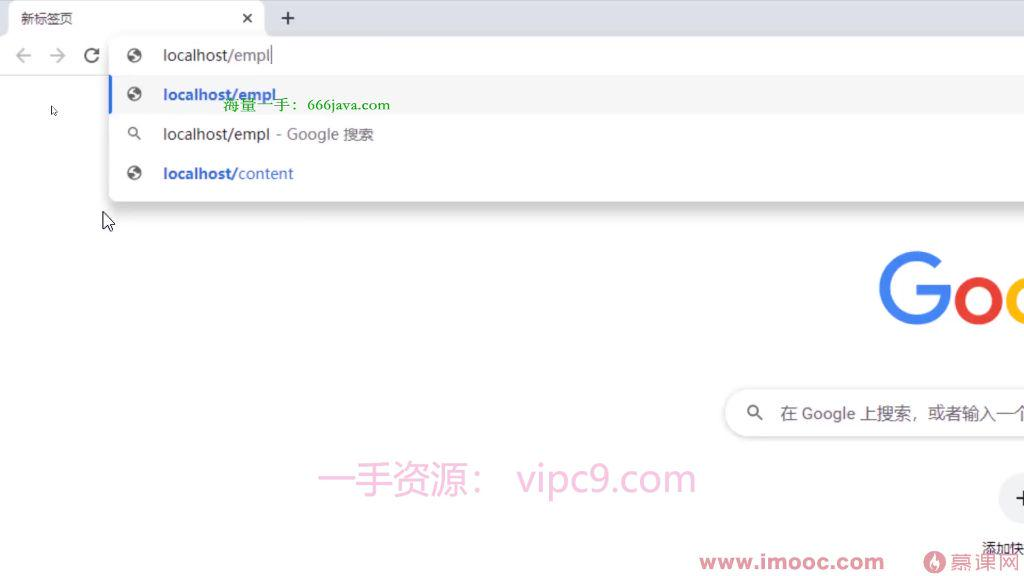 新标签页
localhost/empl
localhost/empl
海量一手：666java.com
localhost/empl - Google 搜索
localhost/content
Goo
在 Google 上搜索，或者输入一个
一手资源： vipc9.com
添加快
www.imooc.com 慕课网